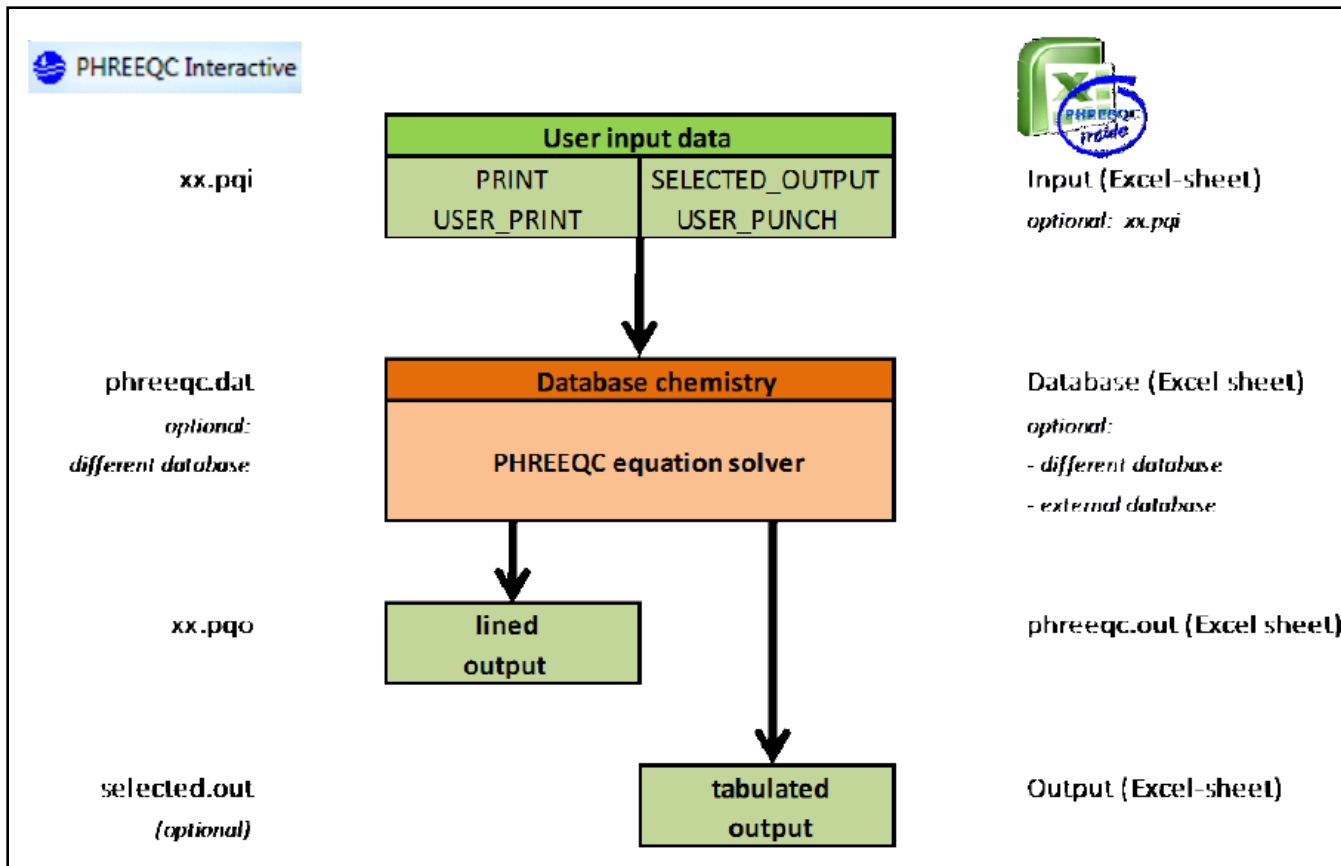 PHREEQC Interactive
X
PHREEQC
inside
User input data
xx.pqi
PRINT
SELECTED_OUTPUT
Input (Excel-sheet)
USER_PRINT
USER_PUNCH
optional: xx.pqi
phreeqc.dat
Database chemistry
Database (Excel sheet)
optional:
optional:
different database
PHREEQC equation solver
- different database
- external database
xx.pqo
lined
output
phreeqc.out (Excel sheet)
selected.out
(optional)
tabulated
output
Output (Excel-sheet)